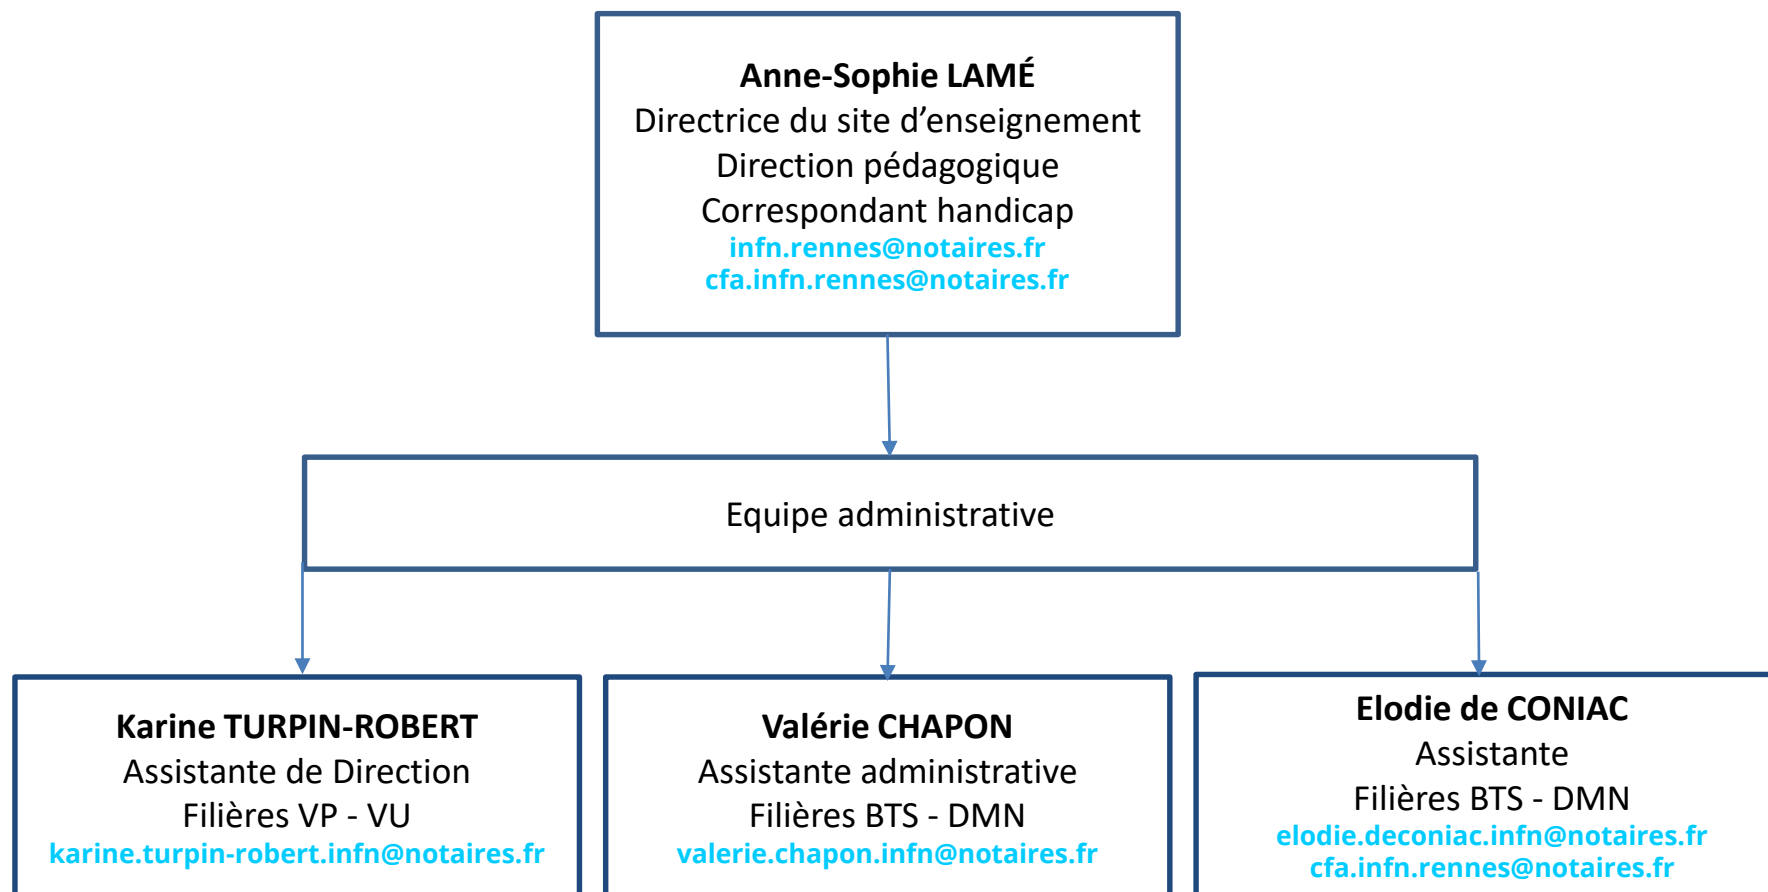 Anne-Sophie LAMÉ
Directrice du site d’enseignement
Direction pédagogique
Correspondant handicap
infn.rennes@notaires.fr
cfa.infn.rennes@notaires.fr
Equipe administrative
Karine TURPIN-ROBERT
Assistante de Direction
Filières VP - VU
karine.turpin-robert.infn@notaires.fr
Valérie CHAPON
Assistante administrative
Filières BTS - DMN
valerie.chapon.infn@notaires.fr
Elodie de CONIAC
Assistante
Filières BTS - DMN
elodie.deconiac.infn@notaires.fr
cfa.infn.rennes@notaires.fr